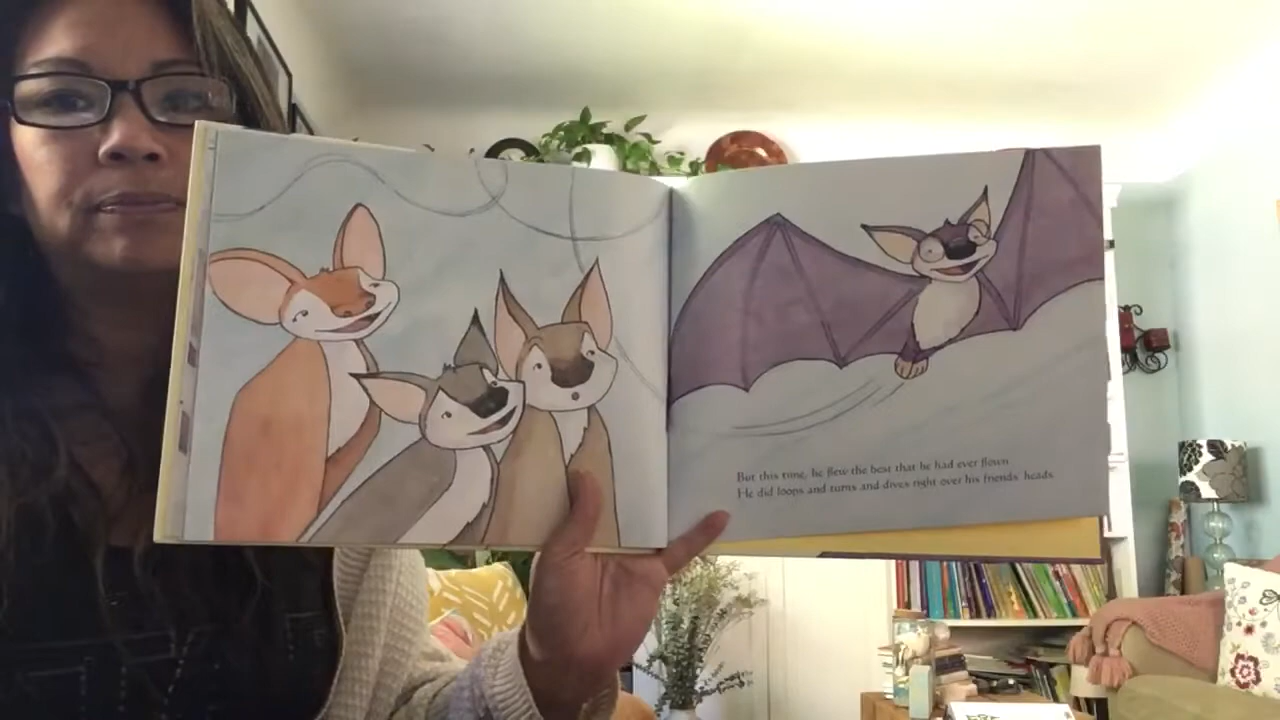 But this time, he flew the best that he had ever flown.
He did loops and turns and dives right over his friends' heads.